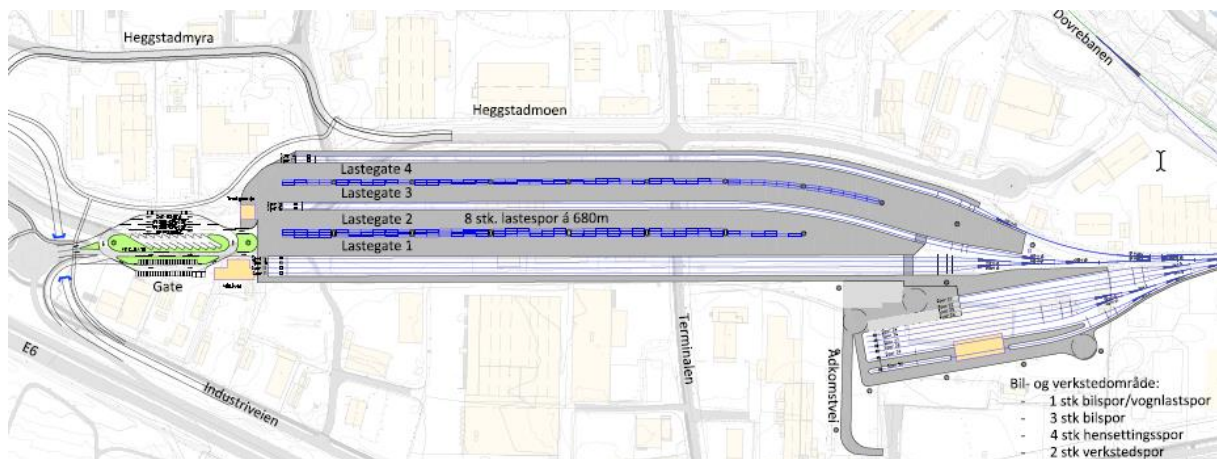 Heggstadmyra
Dovrebanen
Heggstadmoen
Lastegate 4
Lastegate 3
Lastegate 2
8 stk. lastespor á 680m
Lastegate 1
Gate
E6
Industriveien
Terminalen
Adkomstvei
Bil- og verkstedområde:
- 1 stk bilspor/vognlastspor
- 3 stk bilspor
- 4 stk hensettingsspor
- 2 stk verkstedspor